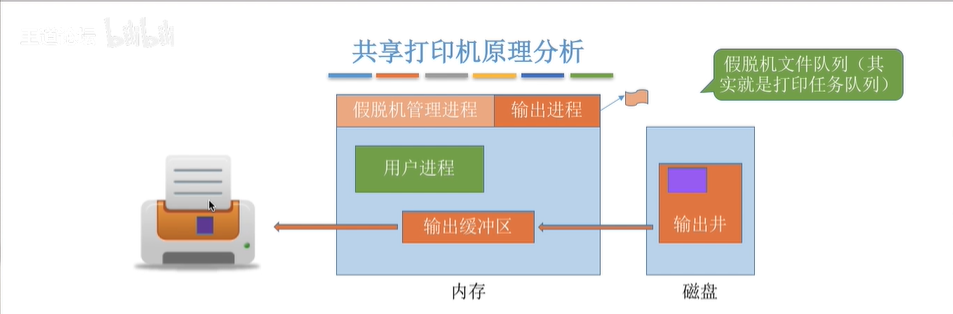 bilibili
共享打印机原理分析
假脱机文件队列（其
实就是打印任务队列）
假脱机管理进程
输出进程
用户进程
输出缓冲区
输出井
内存
磁盘